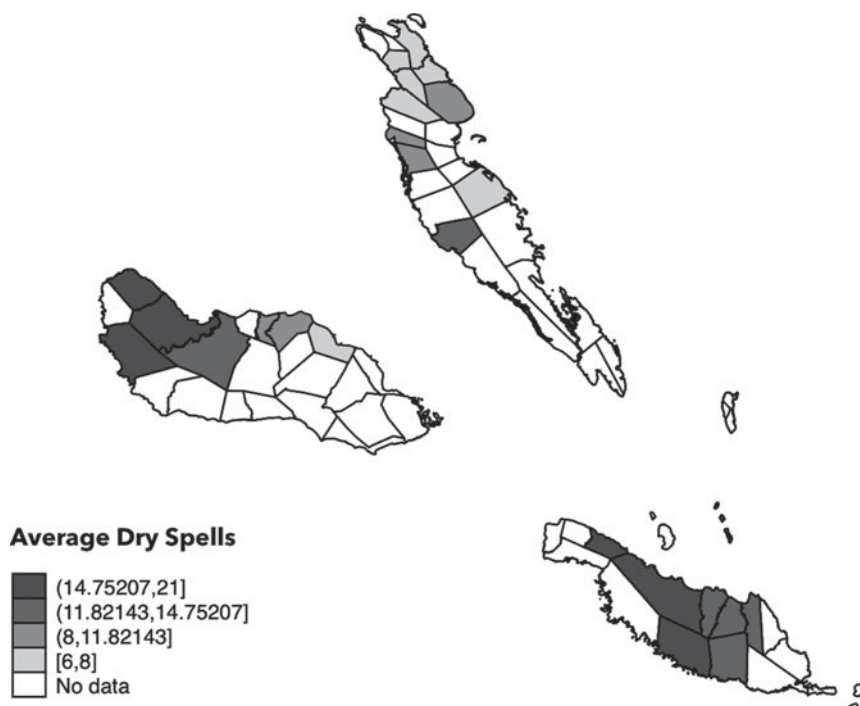 Average Dry Spells
(14.75207,21]
(11.82143,14.75207]
(8,11.82143]
[6,8]
No data